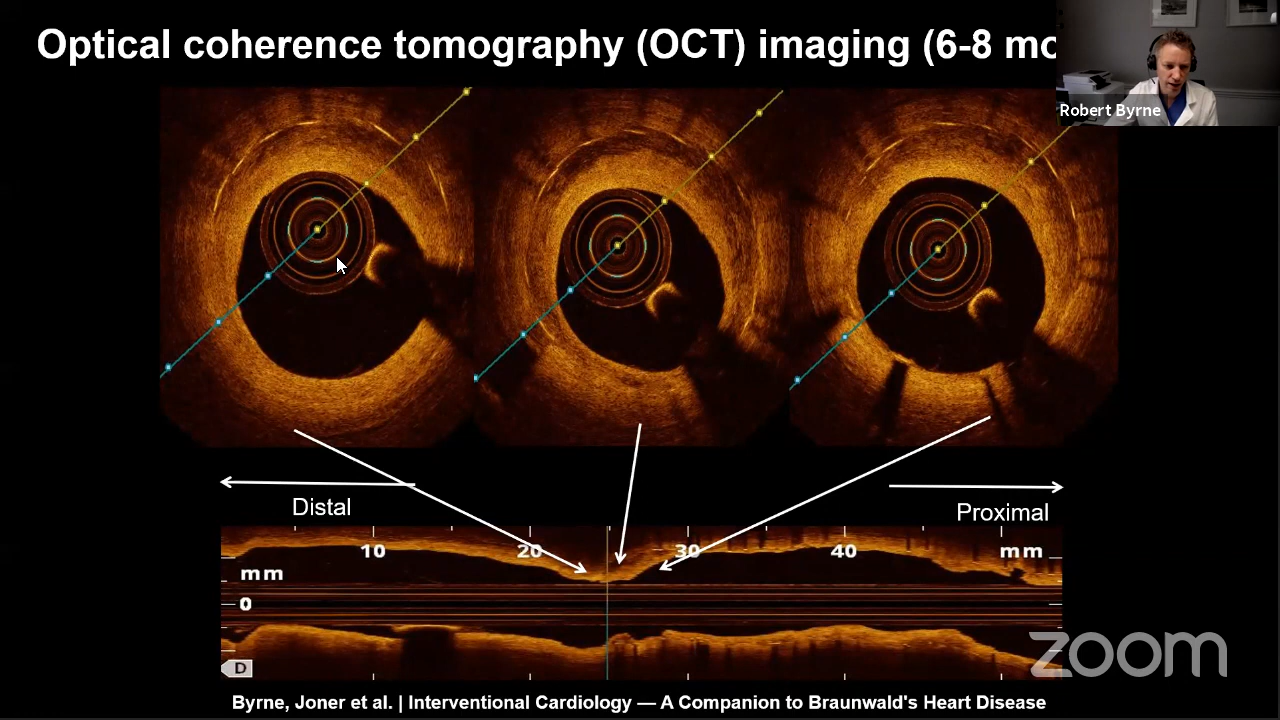 Optical coherence tomography (OCT) imaging (6-8 mo
Robert Byrne
Distal
Proximal
10 20 30 40 mm
mm
0
D
zoom
Byrne, Joner et al. | Interventional Cardiology — A Companion to Braunwald's Heart Disease